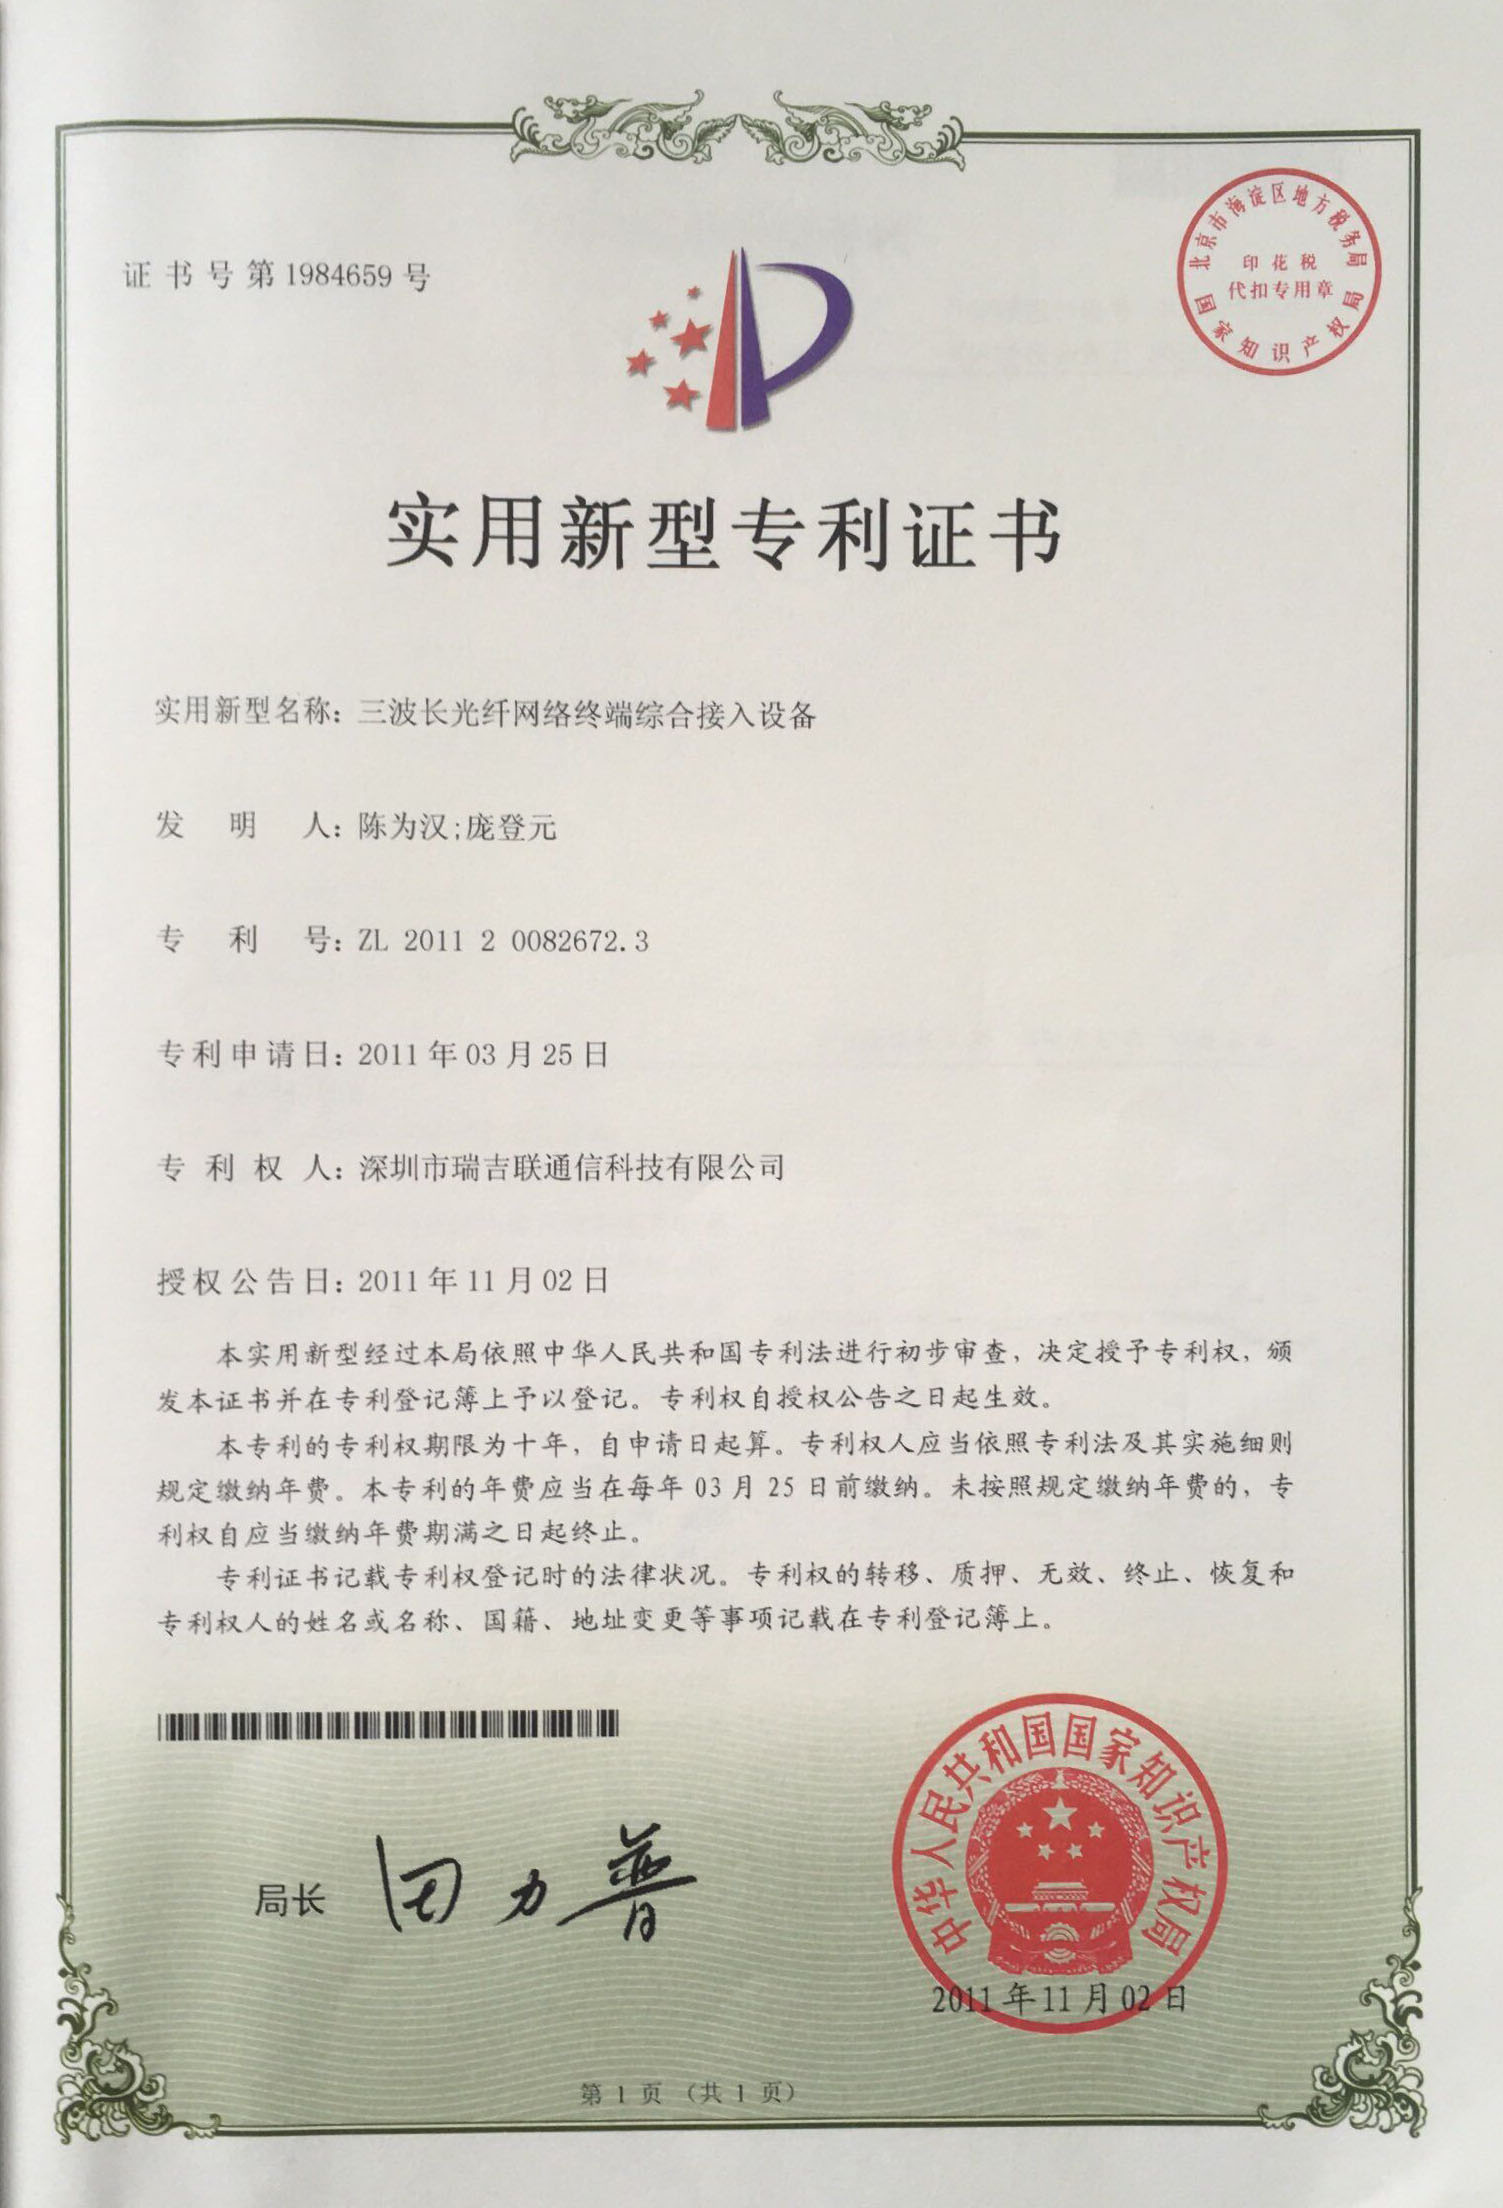 证书号第1984659号
北京市海淀区地方税务局
印花税
代扣专用章
国家知识产权局
实用新型专利证书
实用新型名称：三波长光纤网络终端综合接入设备
发明人：陈为汉;庞登元
专利号：ZL 2011 2 0082672.3
专利申请日：2011年03月25日
专利权人：深圳市瑞吉联通信科技有限公司
授权公告日：2011年11月02日
本实用新型经过本局依照中华人民共和国专利法进行初步审查，决定授予专利权，颁
发本证书并在专利登记簿上予以登记。专利权自授权公告之日起生效。
本专利的专利权期限为十年，自申请日起算。专利权人应当依照专利法及其实施细则
规定缴纳年费。本专利的年费应当在每年03月25日前缴纳。未按照规定缴纳年费的，专
利权自应当缴纳年费期满之日起终止。
专利证书记载专利权登记时的法律状况。专利权的转移、质押、无效、终止、恢复和
专利权人的姓名或名称、国籍、地址变更等事项记载在专利登记簿上。
中华人民共和国国家知识产权局
局长 田力普
2011年11月02日
第1页（共1页）